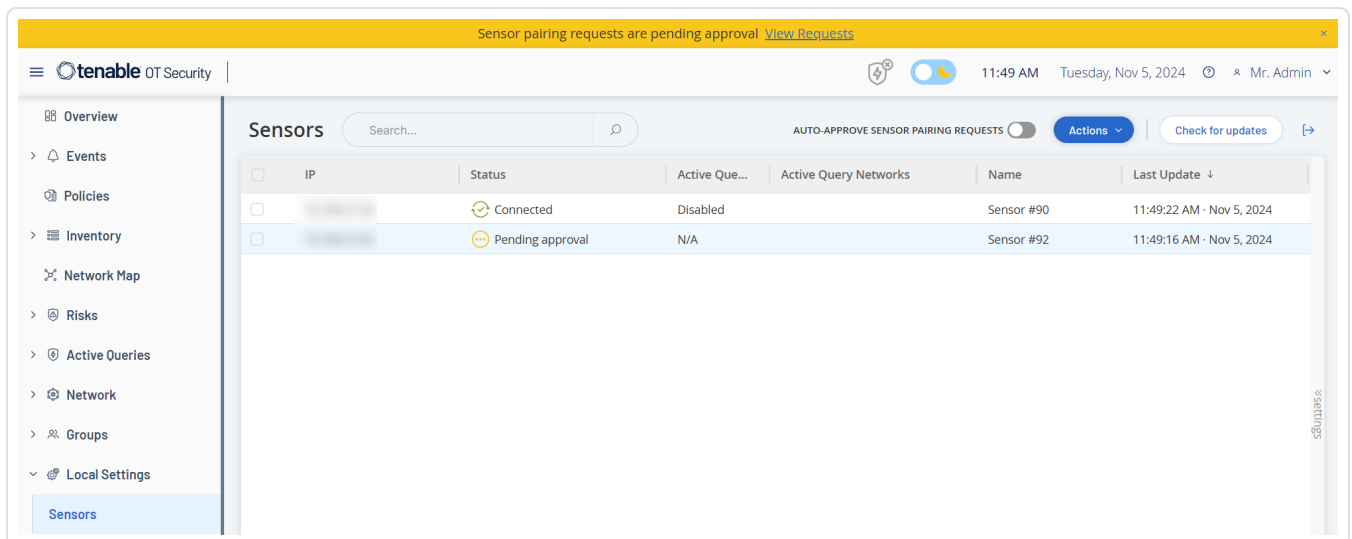 Sensor pairing requests are pending approval View Requests ×
tenable OT Security 11:49 AM Tuesday, Nov 5, 2024 Mr. Admin
Overview
Events
Policies
Inventory
Network Map
Risks
Active Queries
Network
Groups
Local Settings
Sensors
Sensors Search... AUTO-APPROVE SENSOR PAIRING REQUESTS Actions Check for updates
IP Status Active Que... Active Query Networks Name Last Update ↓
Connected Disabled Sensor #90 11:49:22 AM · Nov 5, 2024
Pending approval N/A Sensor #92 11:49:16 AM · Nov 5, 2024
settings